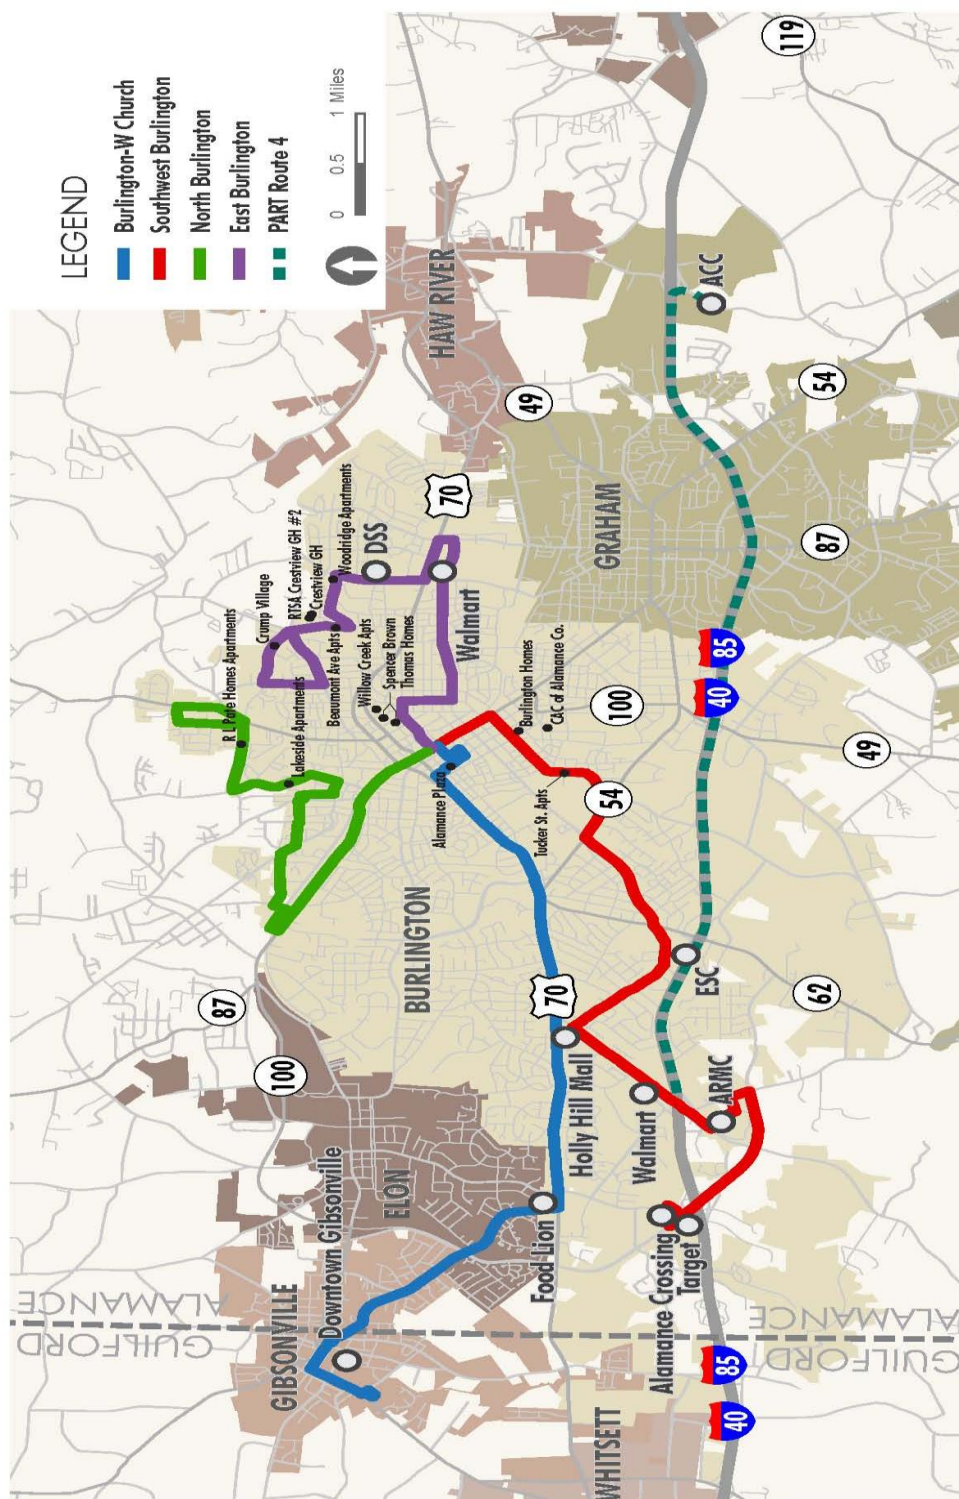 LEGEND
Burlington-W Church
Southwest Burlington
North Burlington
East Burlington
PART Route 4
0 0.5 1 Miles
119
HAW RIVER
ACC
49
54
R L Pate Homes Apartments
Crump Village
RTSA Crestview GH #2
Crestview GH
Woodridge Apartments
DSS
70
GRAHAM
87
Lakeside Apartments
Beaumont Ave Apts
Willow Creek Apts
Spencer Brown
Thomas Homes
Walmart
Burlington Homes
CAC of Alamance Co.
100
85
40
49
Alamance Plaza
Tucker St. Apts
54
BURLINGTON
87
100
70
ESC
62
Holly Hill Mall
Walmart
ARMC
ELON
Food Lion
Alamance Crossing
Target
Downtown Gibsonville
GIBSONVILLE
ALAMANCE
GUILFORD
ALAMANCE
GUILFORD
85
40
WHITSETT